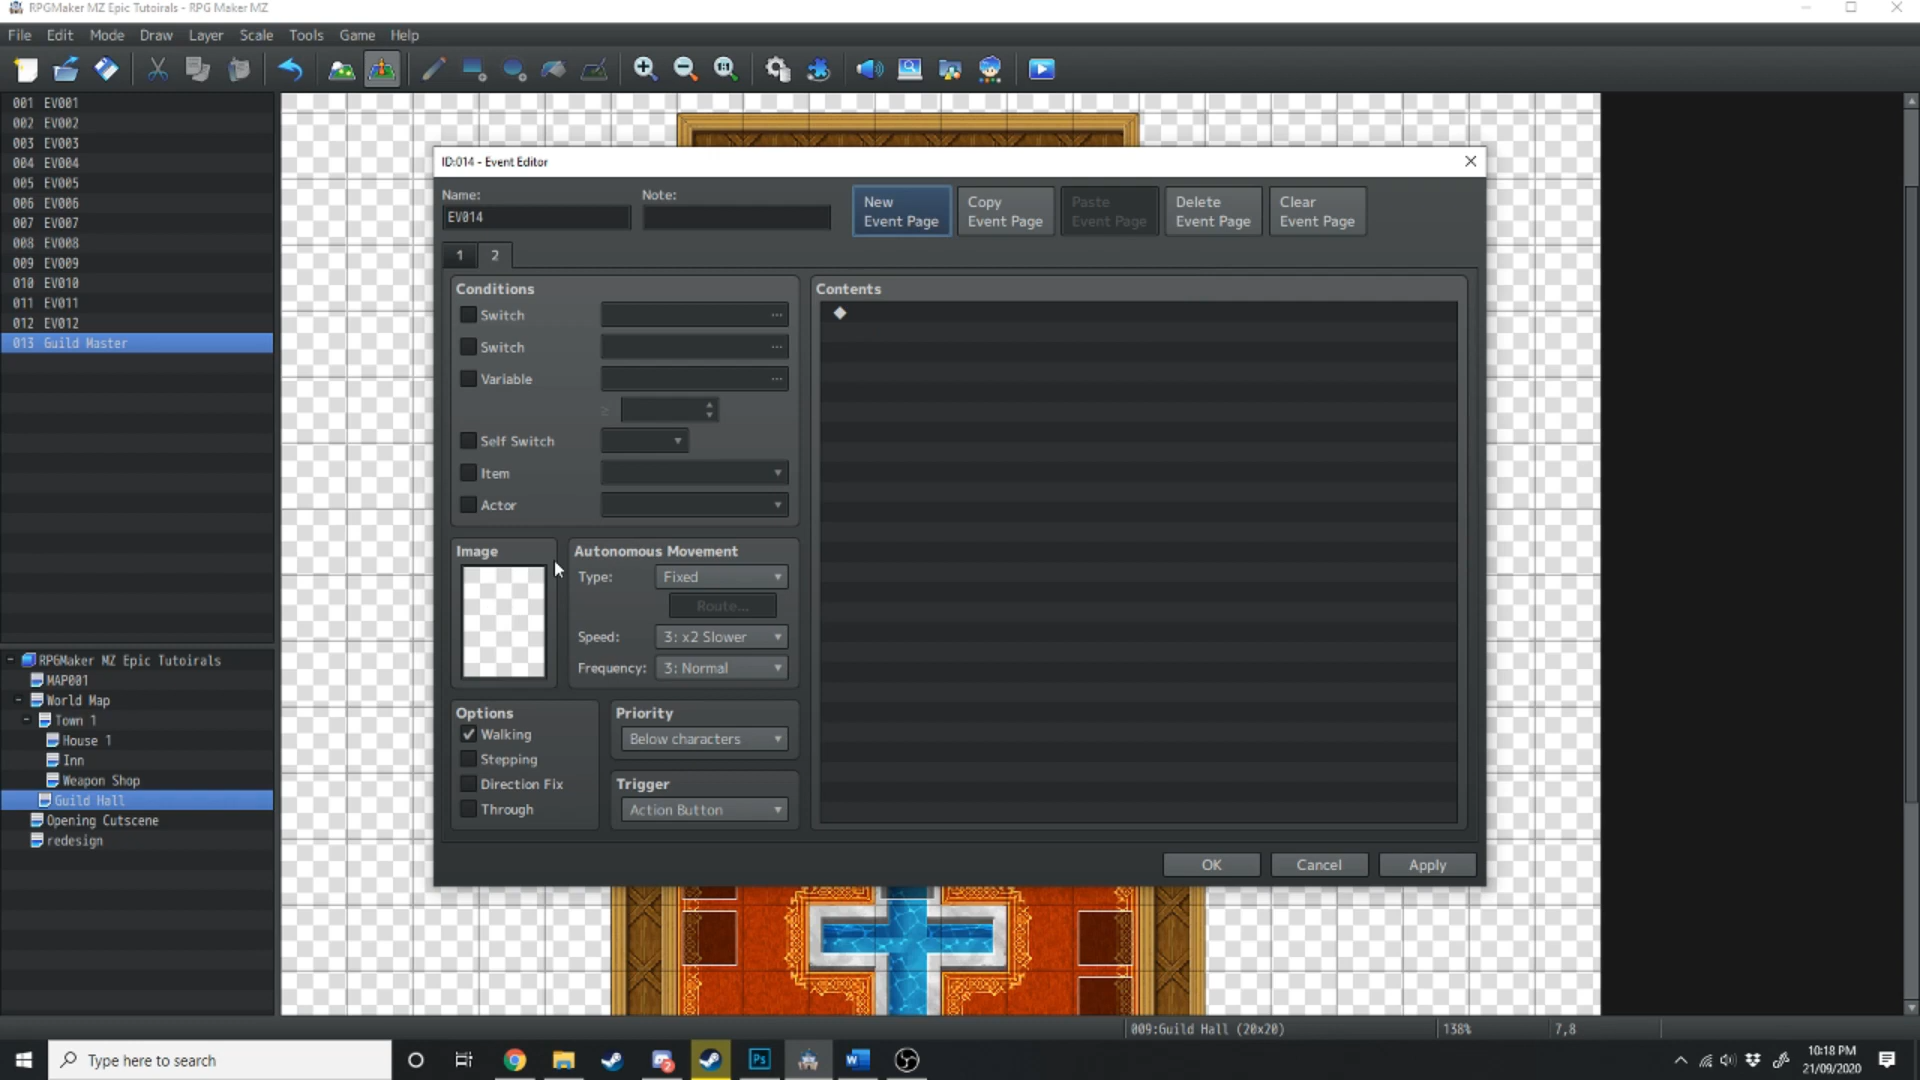 RPGMaker MZ Epic Tutoirals - RPG Maker MZ
File Edit Mode Draw Layer Scale Tools Game Help
001 EV001
002 EV002
003 EV003
004 EV004
005 EV005
006 EV006
007 EV007
008 EV008
009 EV009
010 EV010
011 EV011
012 EV012
013 Guild Master
RPGMaker MZ Epic Tutoirals
MAP001
World Map
Town 1
House 1
Inn
Weapon Shop
Guild Hall
Opening Cutscene
redesign
ID:014 - Event Editor
Name:
EV014
Note:
New
Event Page
Copy
Event Page
Paste
Event Page
Delete
Event Page
Clear
Event Page
1 2
Conditions
Switch ...
Switch ...
Variable ...
≥
Self Switch
Item
Actor
Image
Autonomous Movement
Type: Fixed
Route...
Speed: 3: x2 Slower
Frequency: 3: Normal
Options
Walking
Stepping
Direction Fix
Through
Priority
Below characters
Trigger
Action Button
Contents
OK Cancel Apply
009:Guild Hall (20x20) 138% 7,8
Type here to search
Ps
10:18 PM
21/09/2020